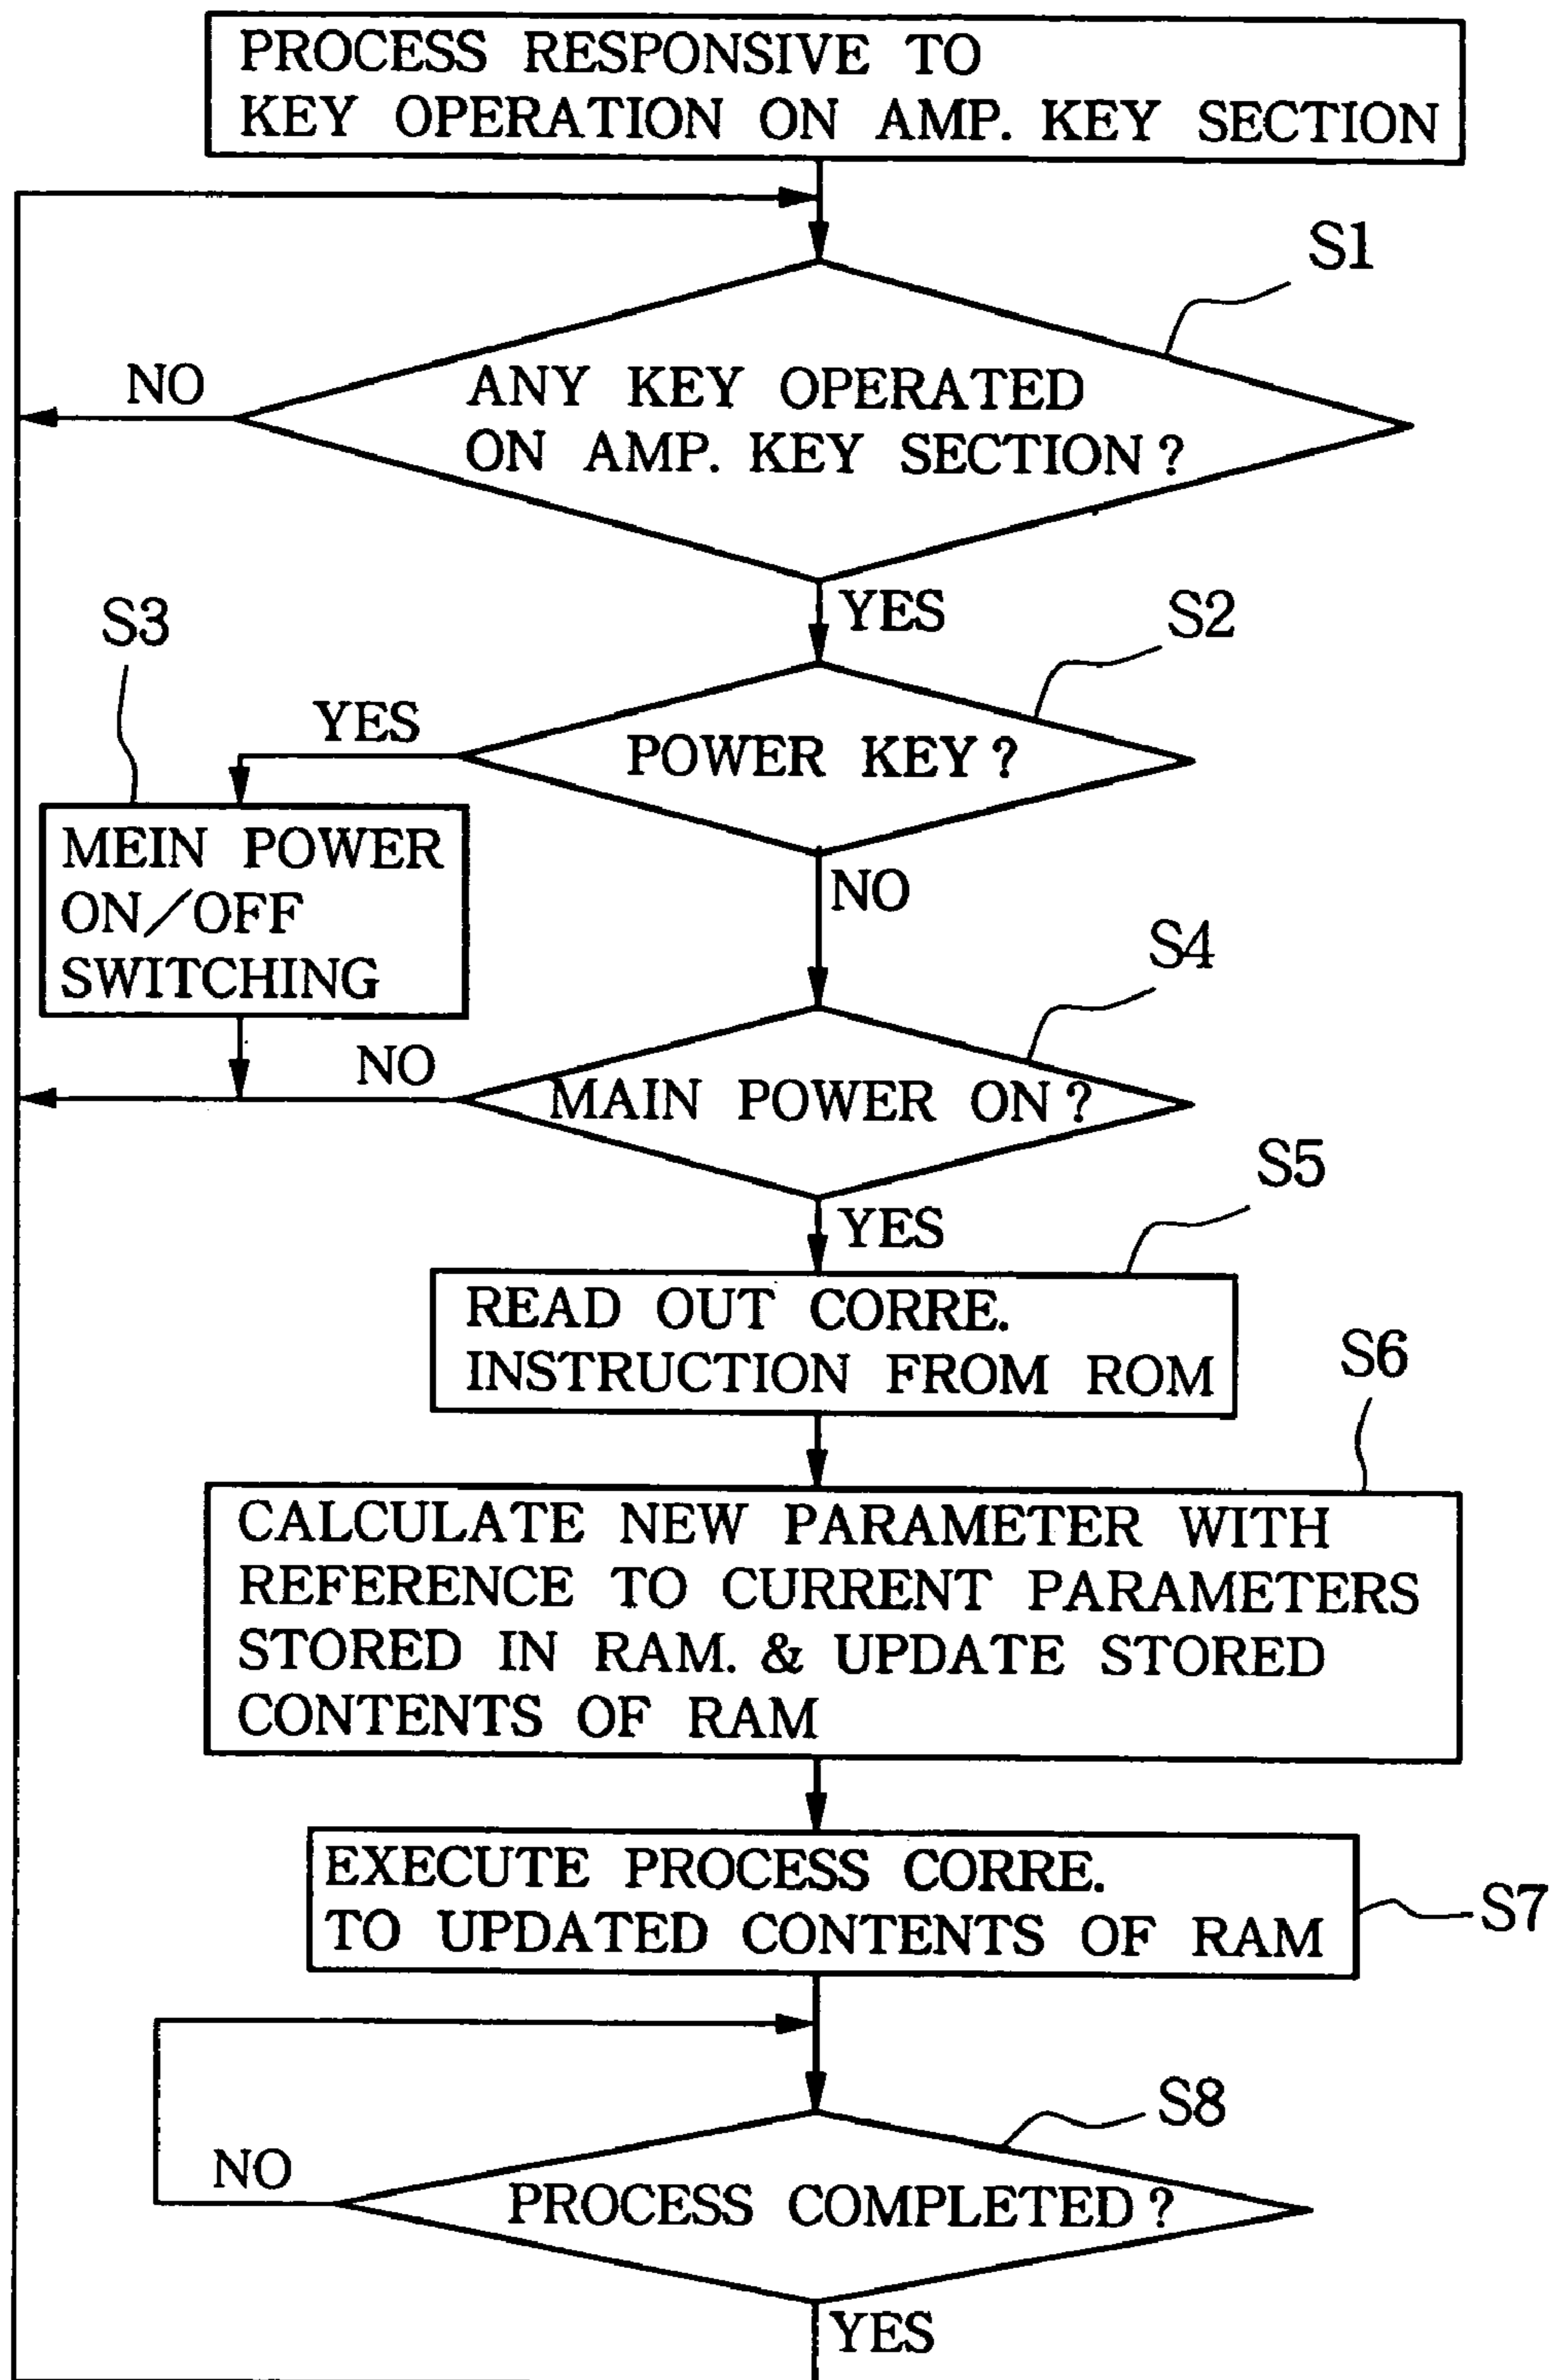 PROCESS RESPONSIVE TO
KEY OPERATION ON AMP. KEY SECTION
S1
NO
ANY KEY OPERATED
ON AMP. KEY SECTION?
YES
S2
S3
YES
POWER KEY?
MEIN POWER
ON/OFF
SWITCHING
NO
S4
NO
MAIN POWER ON?
YES
S5
READ OUT CORRE.
INSTRUCTION FROM ROM
S6
CALCULATE NEW PARAMETER WITH
REFERENCE TO CURRENT PARAMETERS
STORED IN RAM. & UPDATE STORED
CONTENTS OF RAM
EXECUTE PROCESS CORRE.
TO UPDATED CONTENTS OF RAM
S7
S8
NO
PROCESS COMPLETED?
YES